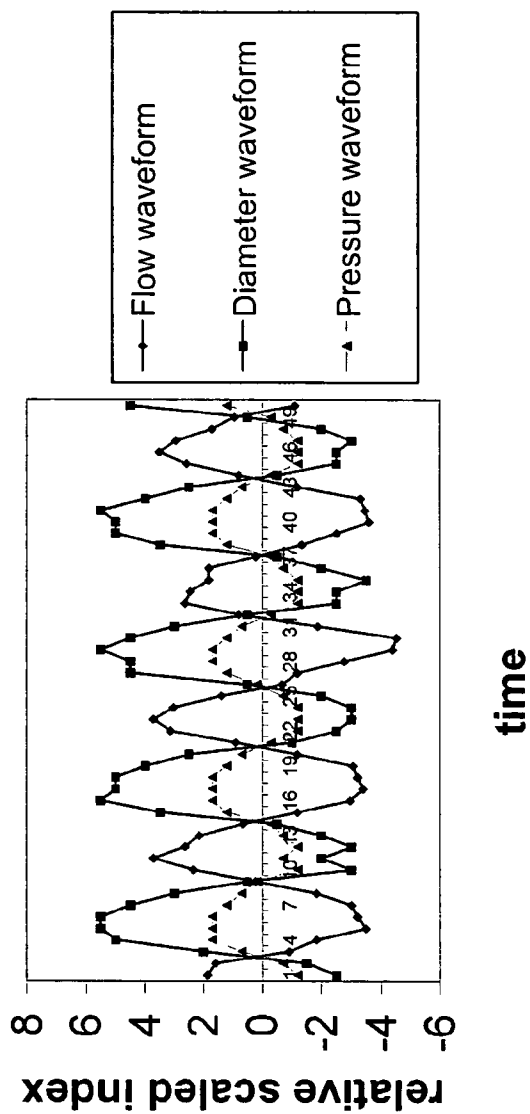 relative scaled index
8
6
4
2
0
-2
-4
-6
1 4 7 10 13 16 19 22 25 28 31 34 37 40 43 46 49
time
Flow waveform
Diameter waveform
Pressure waveform